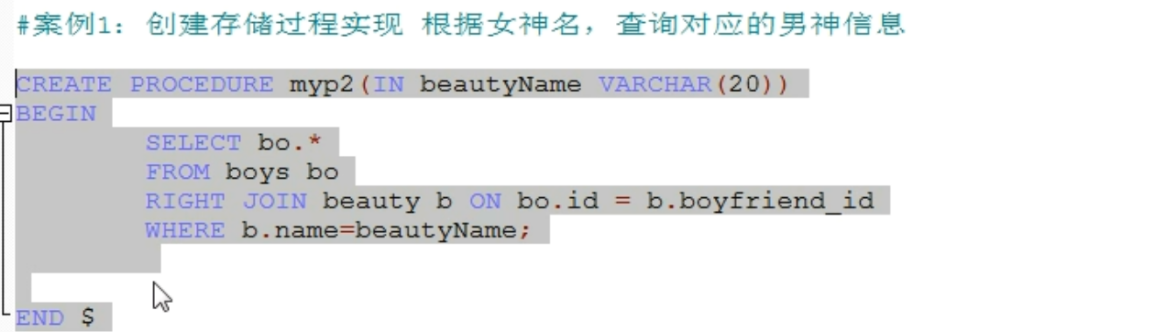 #案例1：创建存储过程实现 根据女神名，查询对应的男神信息
CREATE PROCEDURE myp2(IN beautyName VARCHAR(20))
BEGIN
SELECT bo.*
FROM boys bo
RIGHT JOIN beauty b ON bo.id = b.boyfriend_id
WHERE b.name=beautyName;
END $